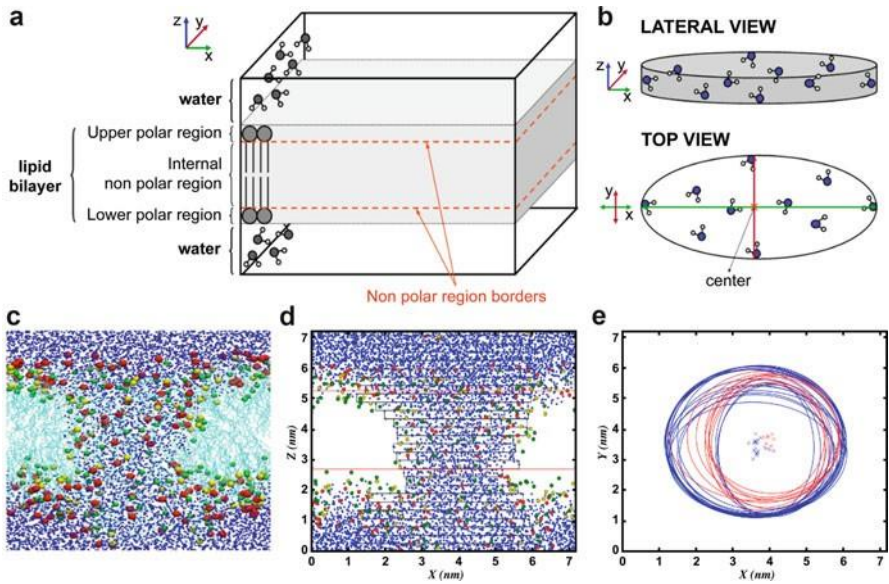 a
z
y
x
water
Upper polar region
lipid
bilayer
Internal
non polar region
Lower polar region
water
Non polar region borders
b
LATERAL VIEW
z
y
x
TOP VIEW
y
x
center
c
d
7
6
5
4
3
2
1
0
Z (nm)
0 1 2 3 4 5 6 7
X (nm)
e
7
6
5
4
3
2
1
0
Y (nm)
0 1 2 3 4 5 6 7
X (nm)